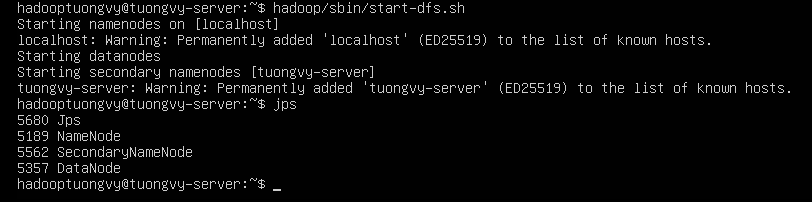 hadooptuongvy@tuongvy-server:~$ hadoop/sbin/start-dfs.sh
Starting namenodes on [localhost]
localhost: Warning: Permanently added 'localhost' (ED25519) to the list of known hosts.
Starting datanodes
Starting secondary namenodes [tuongvy-server]
tuongvy-server: Warning: Permanently added 'tuongvy-server' (ED25519) to the list of known hosts.
hadooptuongvy@tuongvy-server:~$ jps
5680 Jps
5189 NameNode
5562 SecondaryNameNode
5357 DataNode
hadooptuongvy@tuongvy-server:~$ _